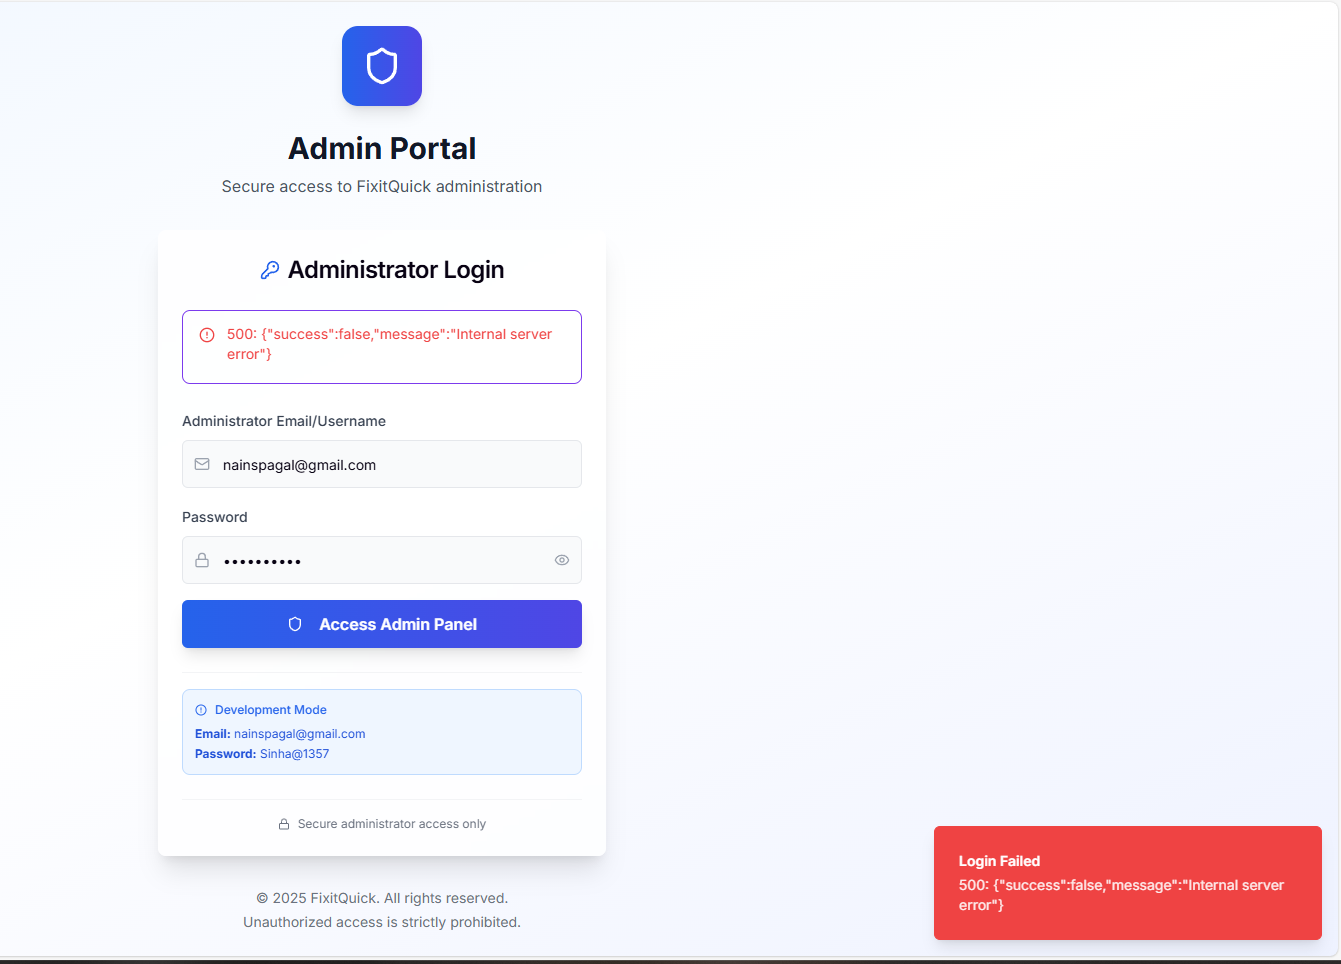 Admin Portal
Secure access to FixitQuick administration
Administrator Login
500: {"success":false,"message":"Internal server
error"}
Administrator Email/Username
nainspagal@gmail.com
Password
••••••••••
Access Admin Panel
Development Mode
Email: nainspagal@gmail.com
Password: Sinha@1357
Secure administrator access only
© 2025 FixitQuick. All rights reserved.
Unauthorized access is strictly prohibited.
Login Failed
500: {"success":false,"message":"Internal server
error"}